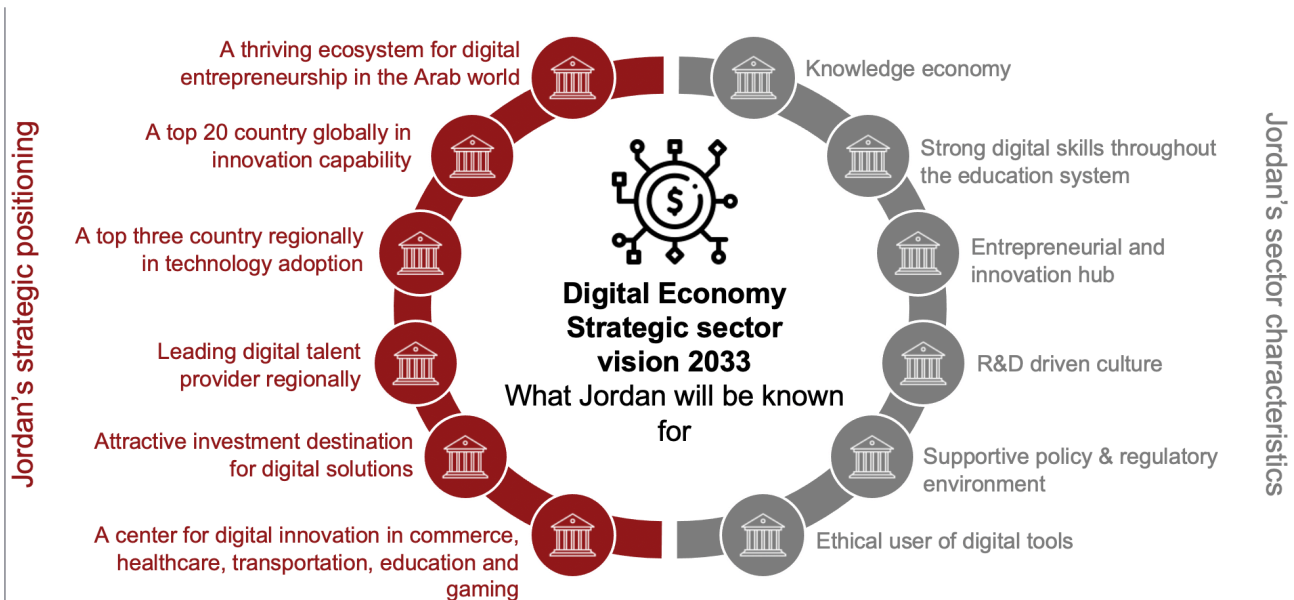 Jordan's strategic positioning
A thriving ecosystem for digital
entrepreneurship in the Arab world
A top 20 country globally in
innovation capability
A top three country regionally
in technology adoption
Leading digital talent
provider regionally
Attractive investment destination
for digital solutions
A center for digital innovation in commerce,
healthcare, transportation, education and
gaming
$
Digital Economy
Strategic sector
vision 2033
What Jordan will be known
for
Knowledge economy
Strong digital skills throughout
the education system
Entrepreneurial and
innovation hub
R&D driven culture
Supportive policy & regulatory
environment
Ethical user of digital tools
Jordan's sector characteristics